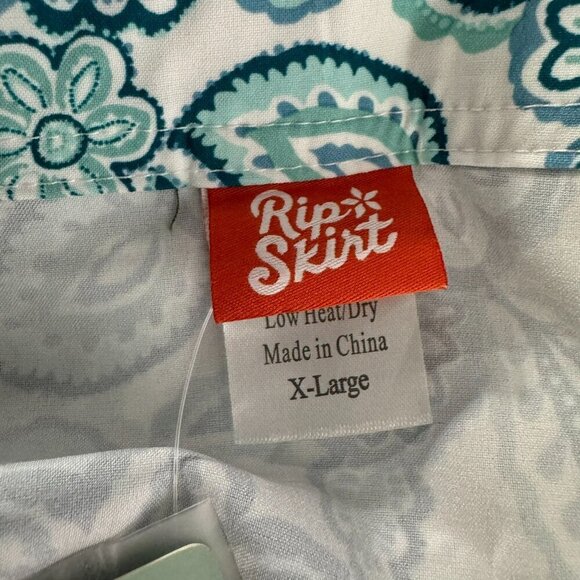 Rip
Skirt
Low Heat/Dry
Made in China
X-Large